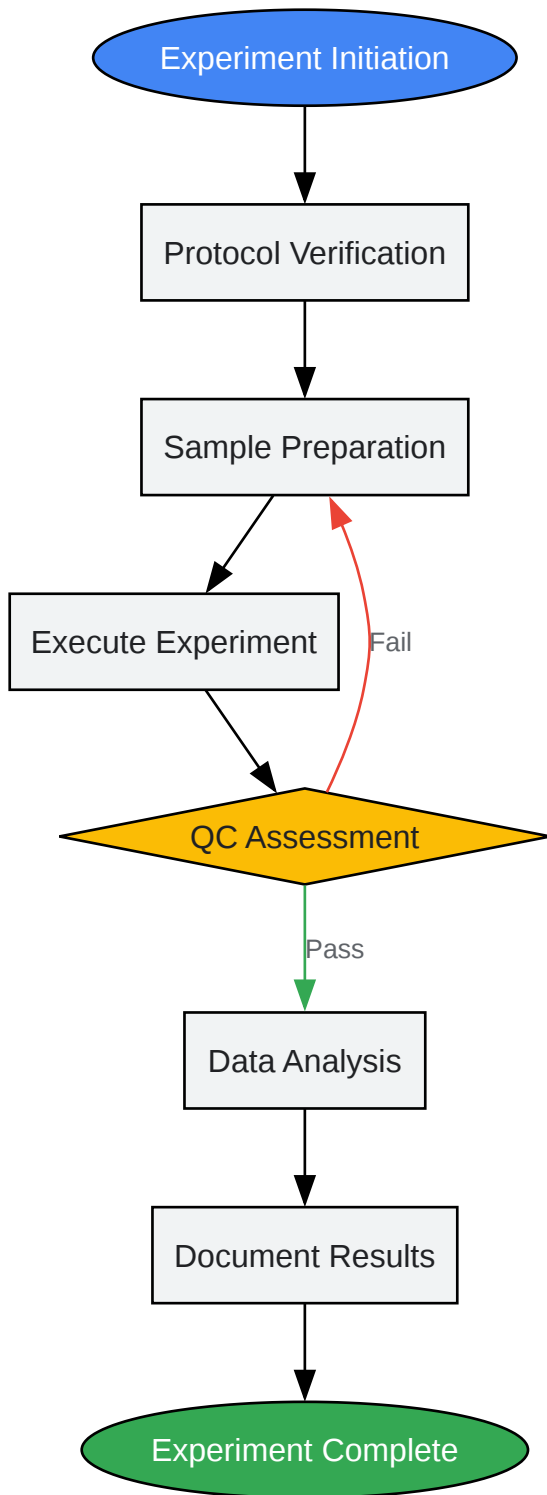 Experiment Initiation
Protocol Verification
Sample Preparation
Execute Experiment
Fail
QC Assessment
Pass
Data Analysis
Document Results
Experiment Complete